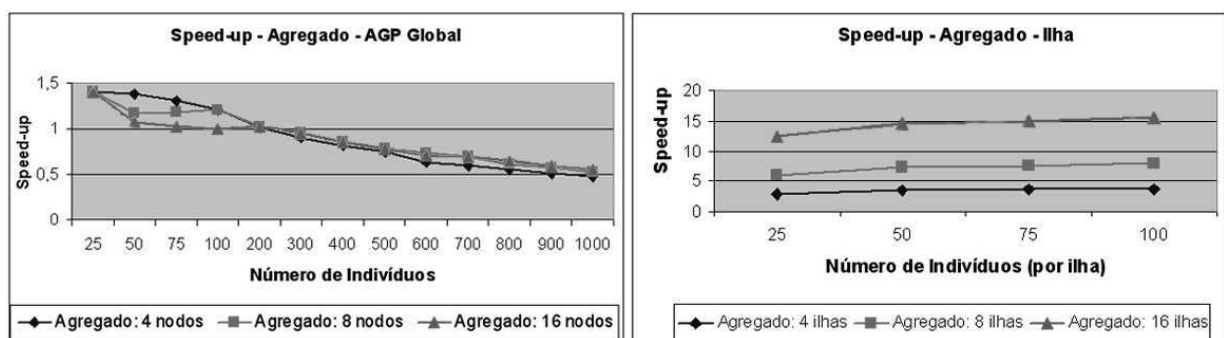 Speed-up - Agregado - AGP Global
Speed-up
1,5
1
0,5
0
25 50 75 100 200 300 400 500 600 700 800 900 1000
Número de Indivíduos
Agregado: 4 nodos Agregado: 8 nodos Agregado: 16 nodos
Speed-up - Agregado - Ilha
Speed-up
20
15
10
5
0
25 50 75 100
Número de Indivíduos (por ilha)
Agregado: 4 ilhas Agregado: 8 ilhas Agregado: 16 ilhas